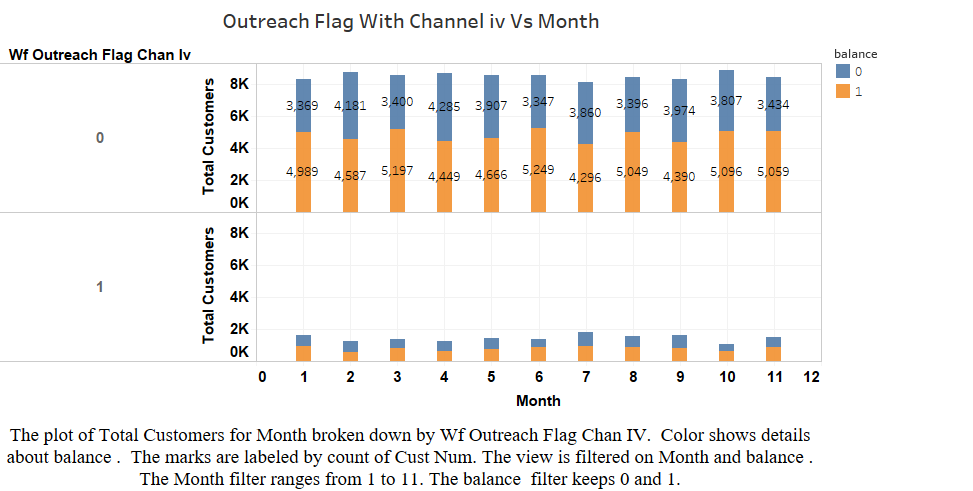 Outreach Flag With Channel iv Vs Month
Wf Outreach Flag Chan Iv
balance
0
1
0
Total Customers
8K
6K
4K
2K
0K
3,369 4,181 3,400 4,285 3,907 3,347 3,860 3,396 3,974 3,807 3,434
4,989 4,587 5,197 4,449 4,666 5,249 4,296 5,049 4,390 5,096 5,059
1
Total Customers
8K
6K
4K
2K
0K
0 1 2 3 4 5 6 7 8 9 10 11 12
Month
The plot of Total Customers for Month broken down by Wf Outreach Flag Chan IV. Color shows details
about balance . The marks are labeled by count of Cust Num. The view is filtered on Month and balance .
The Month filter ranges from 1 to 11. The balance filter keeps 0 and 1.